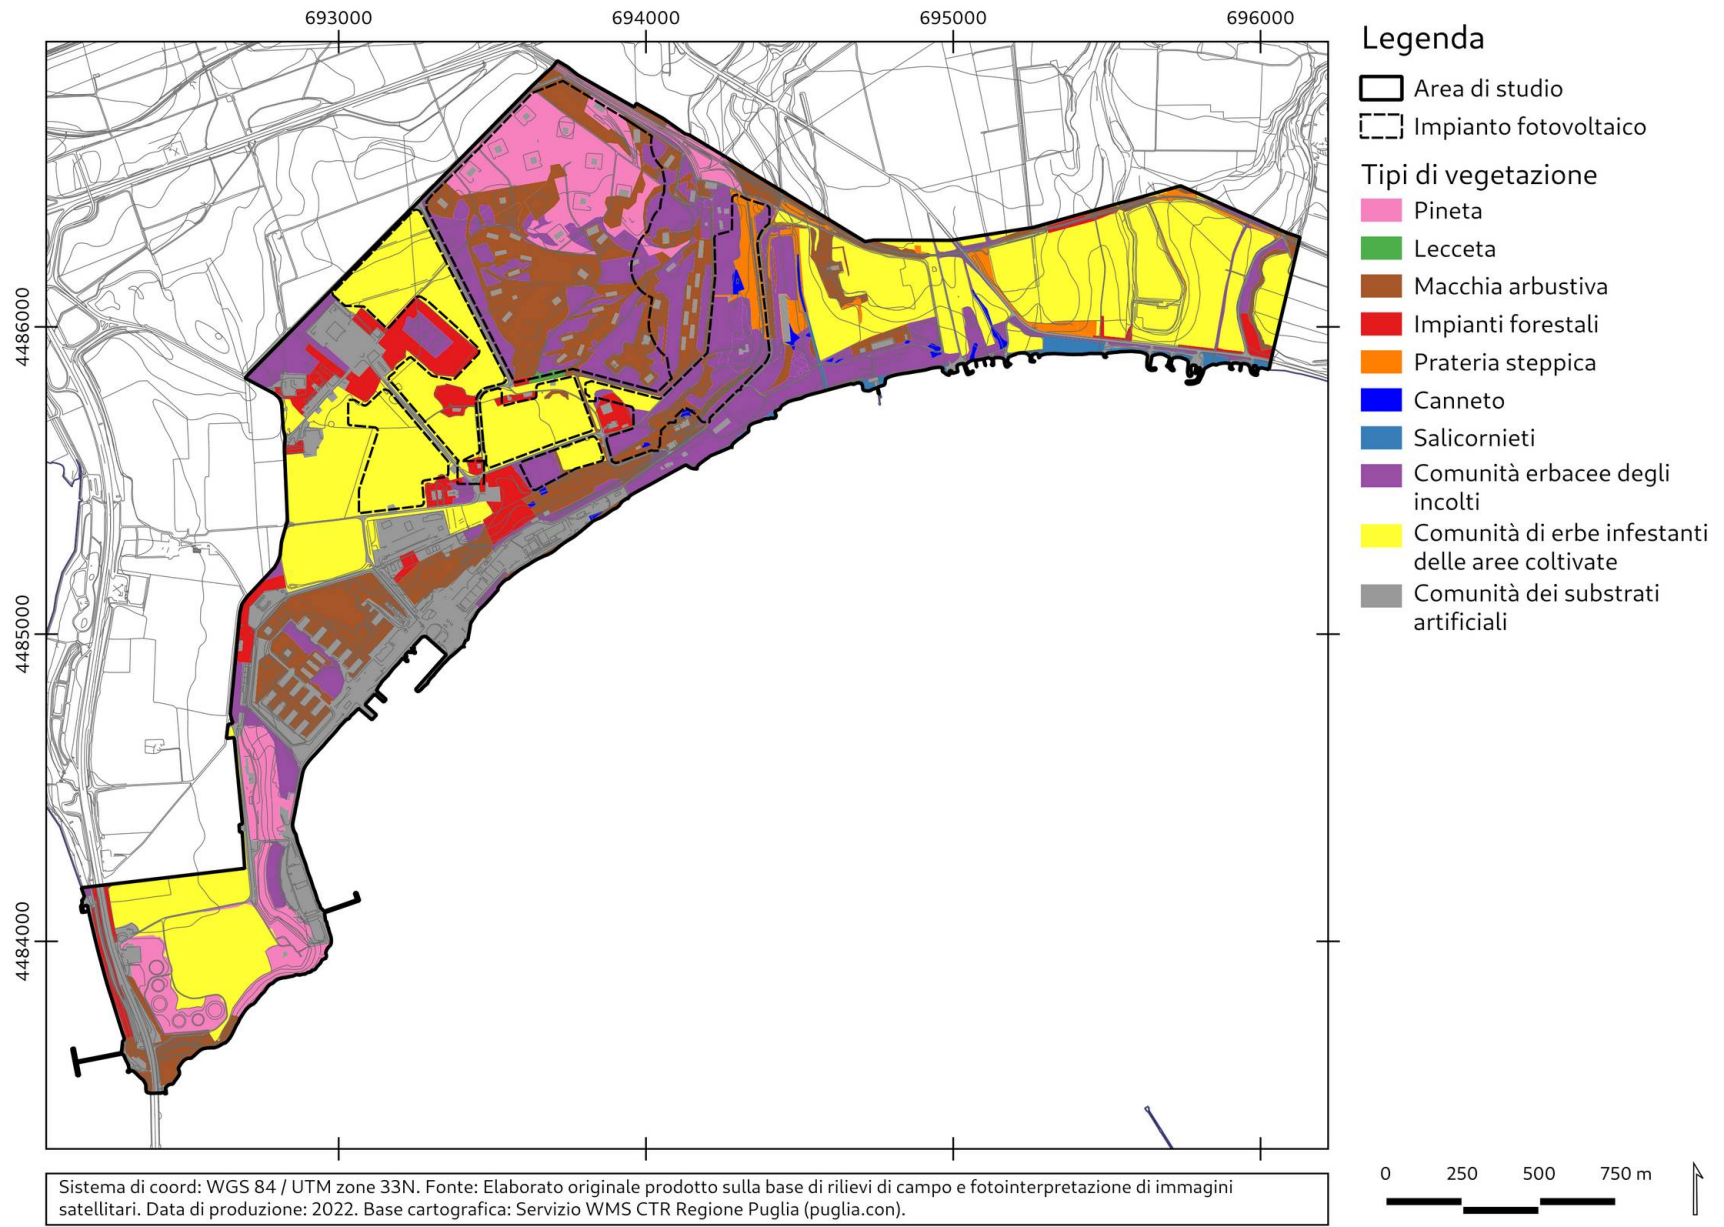 693000
694000
695000
696000
4486000
4485000
4484000
Legenda
Area di studio
Impianto fotovoltaico
Tipi di vegetazione
Pineta
Lecceta
Macchia arbustiva
Impianti forestali
Prateria steppica
Canneto
Salicornieti
Comunità erbacee degli
incolti
Comunità di erbe infestanti
delle aree coltivate
Comunità dei substrati
artificiali
0 250 500 750 m
Sistema di coord: WGS 84 / UTM zone 33N. Fonte: Elaborato originale prodotto sulla base di rilievi di campo e fotointerpretazione di immagini
satellitari. Data di produzione: 2022. Base cartografica: Servizio WMS CTR Regione Puglia (puglia.con).